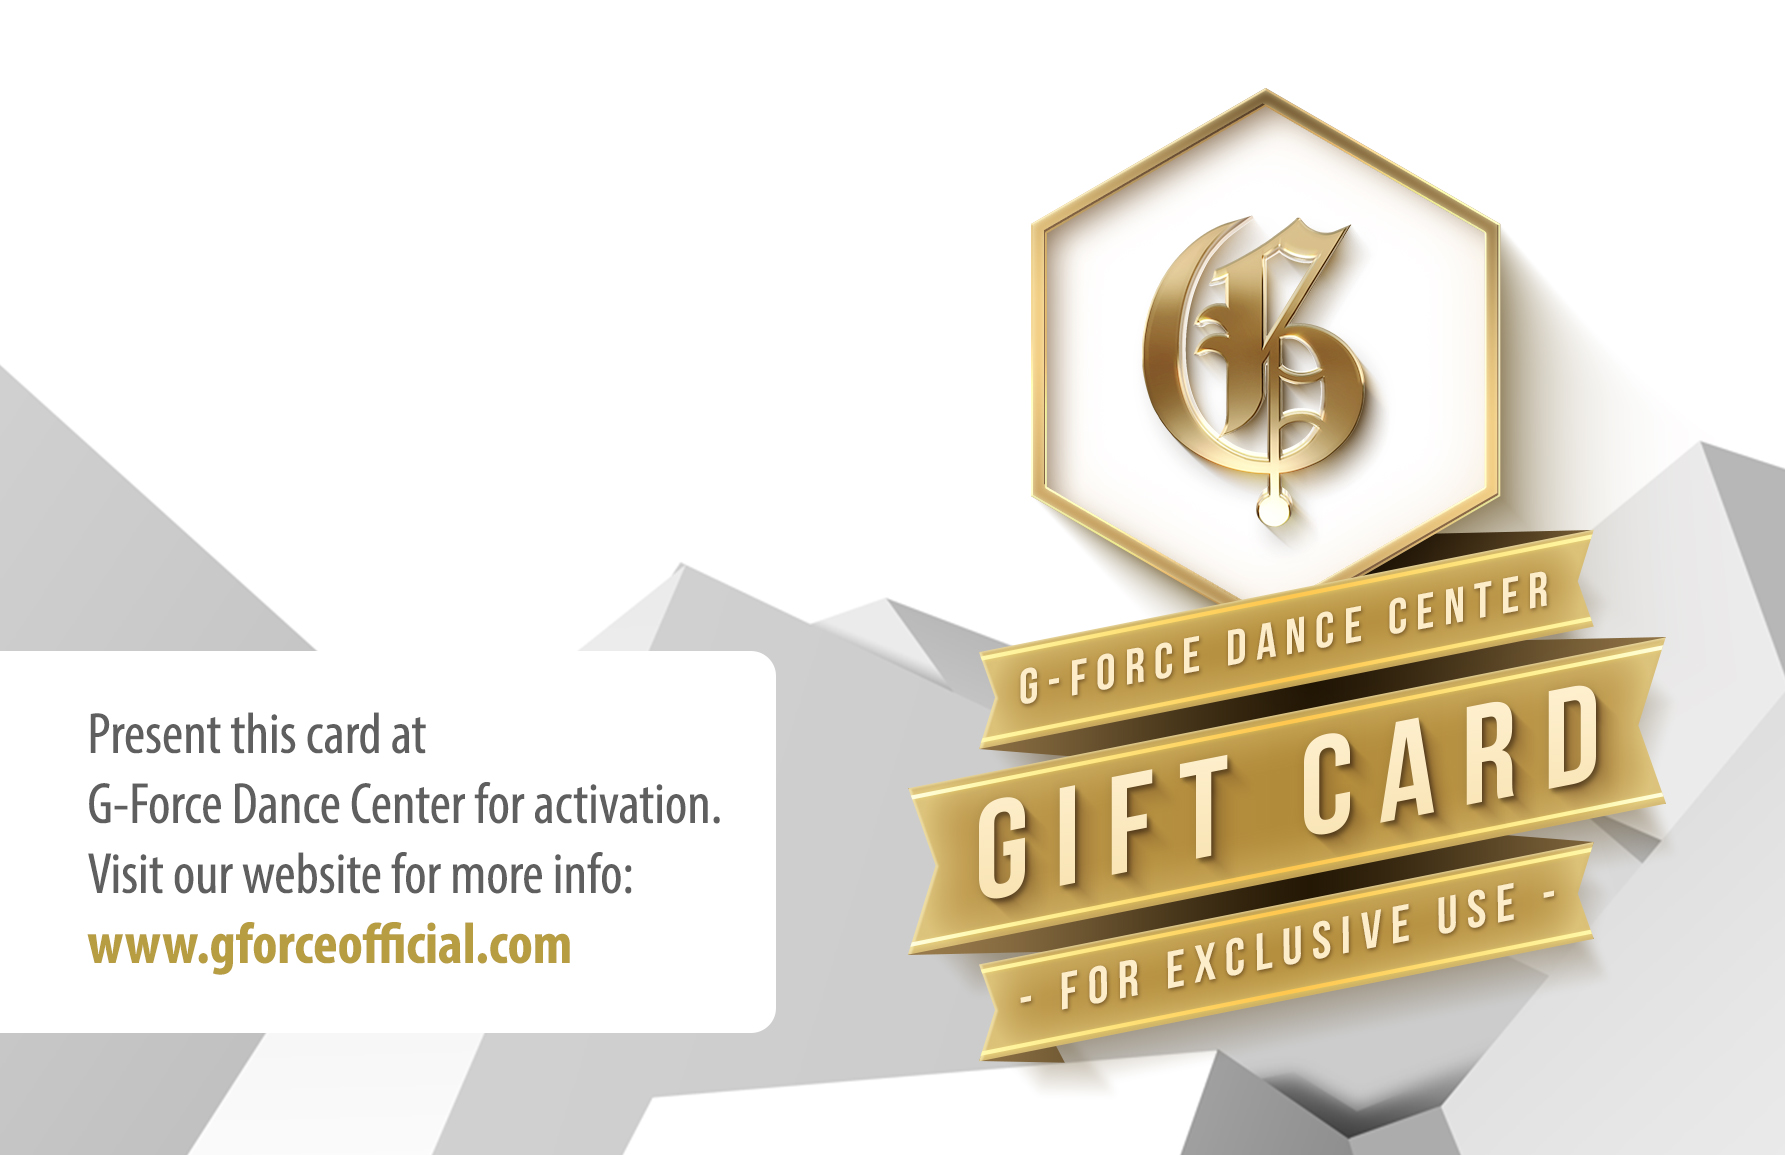 G
G-FORCE DANCE CENTER
GIFT CARD
- FOR EXCLUSIVE USE -
Present this card at
G-Force Dance Center for activation.
Visit our website for more info:
www.gforceofficial.com